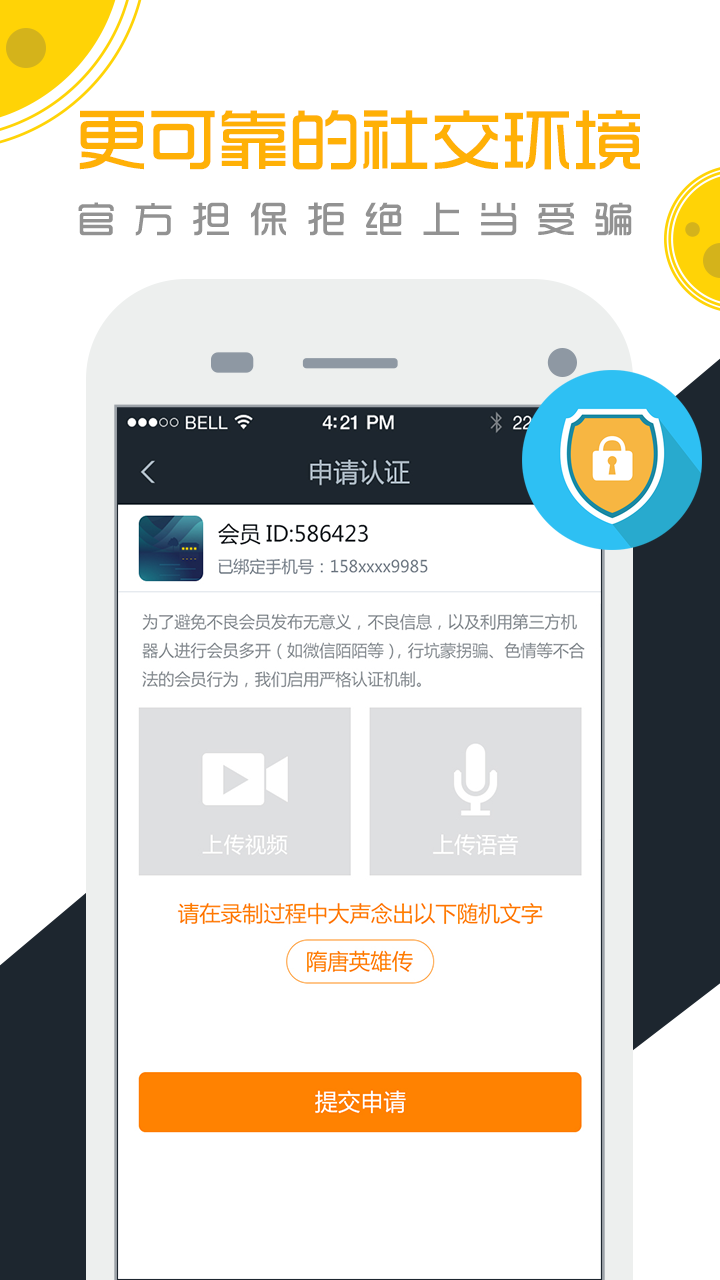 更可靠的社交环境
官方担保拒绝上当受骗
BELL 4:21 PM 22
申请认证
会员 ID:586423
已绑定手机号：158xxxx9985
为了避免不良会员发布无意义，不良信息，以及利用第三方机
器人进行会员多开（如微信陌陌等），行坑蒙拐骗、色情等不合
法的会员行为，我们启用严格认证机制。
上传视频 上传语音
请在录制过程中大声念出以下随机文字
隋唐英雄传
提交申请